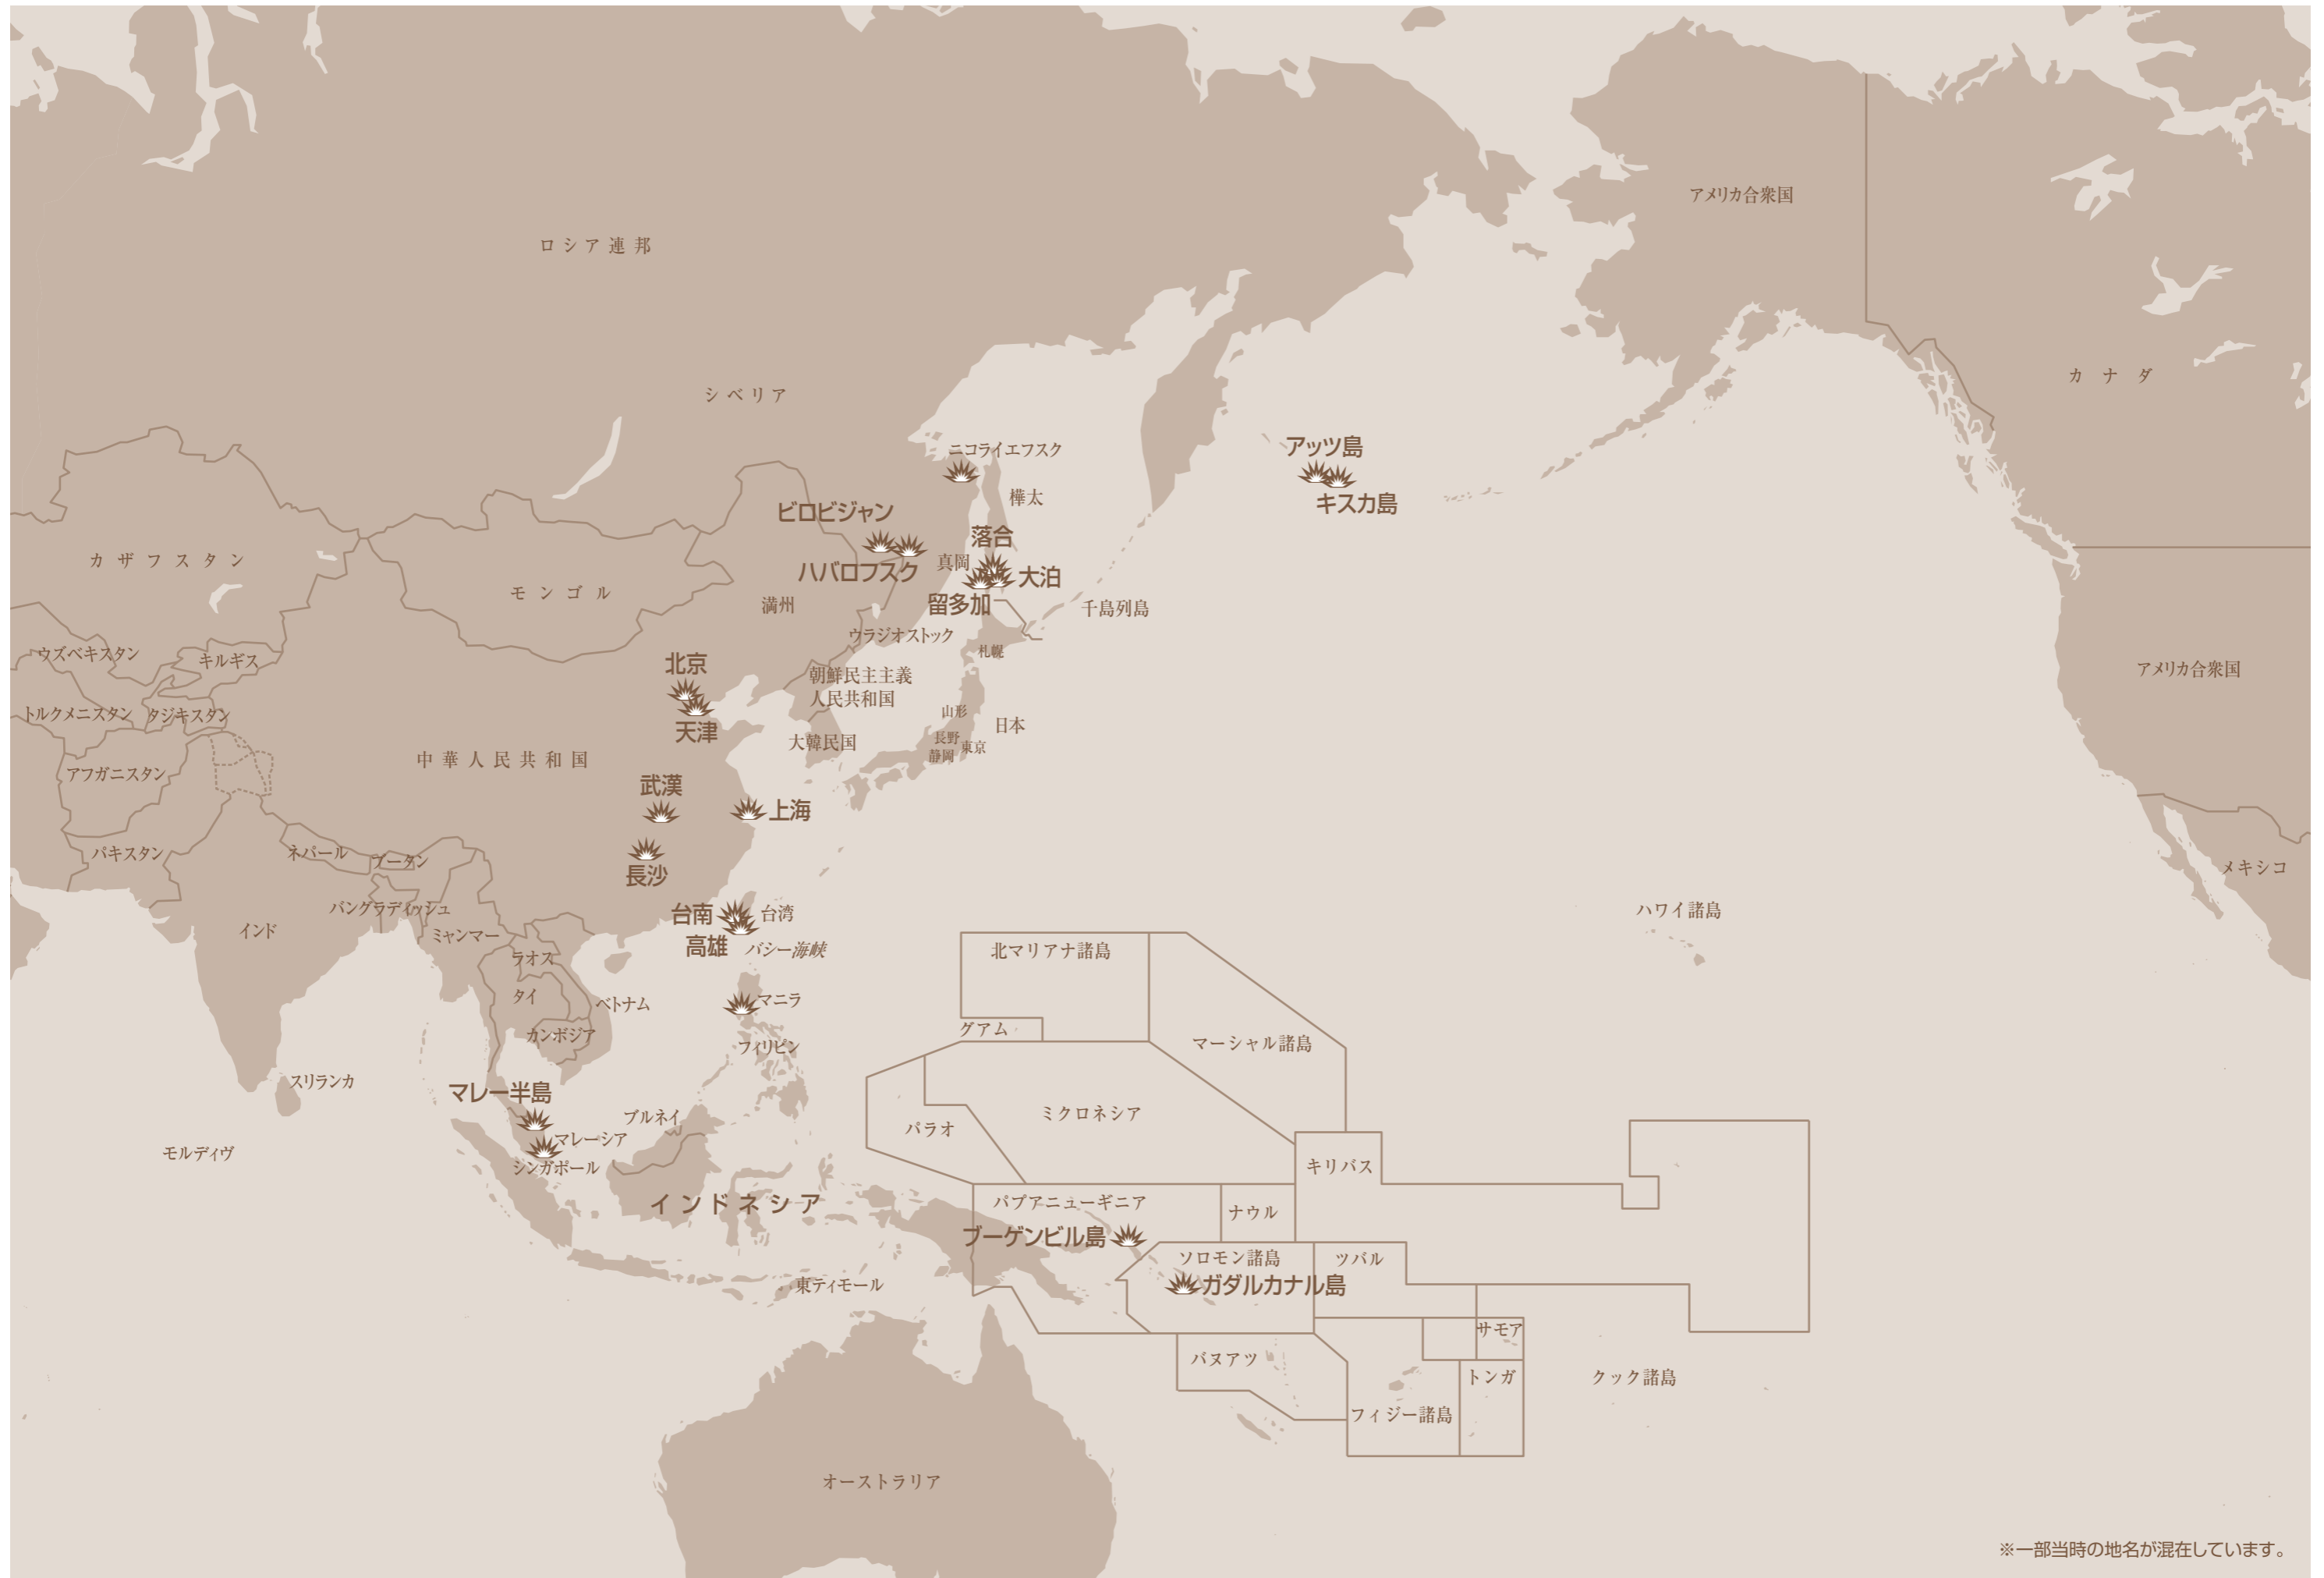 アメリカ合衆国
ロシア連邦
カナダ
シベリア
ニコライエフスク
アッツ島
キスカ島
樺太
ビロビジャン
落合
カザフスタン
真岡
ハバロフスク
大泊
モンゴル
満州
留多加
千島列島
ウラジオストック
ウズベキスタン
キルギス
札幌
北京
アメリカ合衆国
朝鮮民主主義
人民共和国
トルクメニスタン
タジキスタン
山形
日本
天津
大韓民国
長野
東京
静岡
中華人民共和国
アフガニスタン
武漢
上海
パキスタン
ネパール
ブータン
メキシコ
長沙
バングラディッシュ
台南
台湾
ハワイ諸島
インド
ミャンマー
高雄
バシー海峡
北マリアナ諸島
ラオス
タイ
ベトナム
マニラ
グアム
カンボジア
フィリピン
マーシャル諸島
スリランカ
マレー半島
ブルネイ
ミクロネシア
パラオ
マレーシア
モルディヴ
シンガポール
キリバス
インドネシア
パプアニューギニア
ナウル
ブーゲンビル島
ソロモン諸島
ツバル
東ティモール
ガダルカナル島
サモア
バヌアツ
トンガ
クック諸島
フィジー諸島
オーストラリア
※一部当時の地名が混在しています。